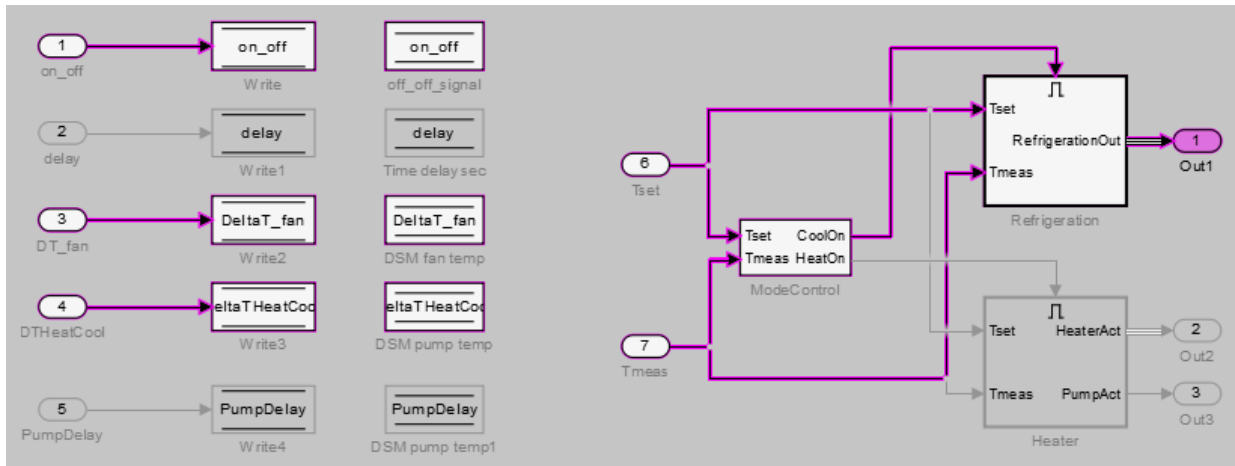 1
on_off
on_off
Write
on_off
off_off_signal
2
delay
delay
Write1
delay
Time delay sec
3
DT_fan
DeltaT_fan
Write2
DeltaT_fan
DSM fan temp
4
DTHeatCool
eltaTHeatCoo
Write3
eltaTHeatCoo
DSM pump temp
5
PumpDelay
PumpDelay
Write4
PumpDelay
DSM pump temp1
6
Tset
7
Tmeas
Tset CoolOn
Tmeas HeatOn
ModeControl
Tset
RefrigerationOut
Tmeas
Refrigeration
1
Out1
Tset HeaterAct
Tmeas PumpAct
Heater
2
Out2
3
Out3